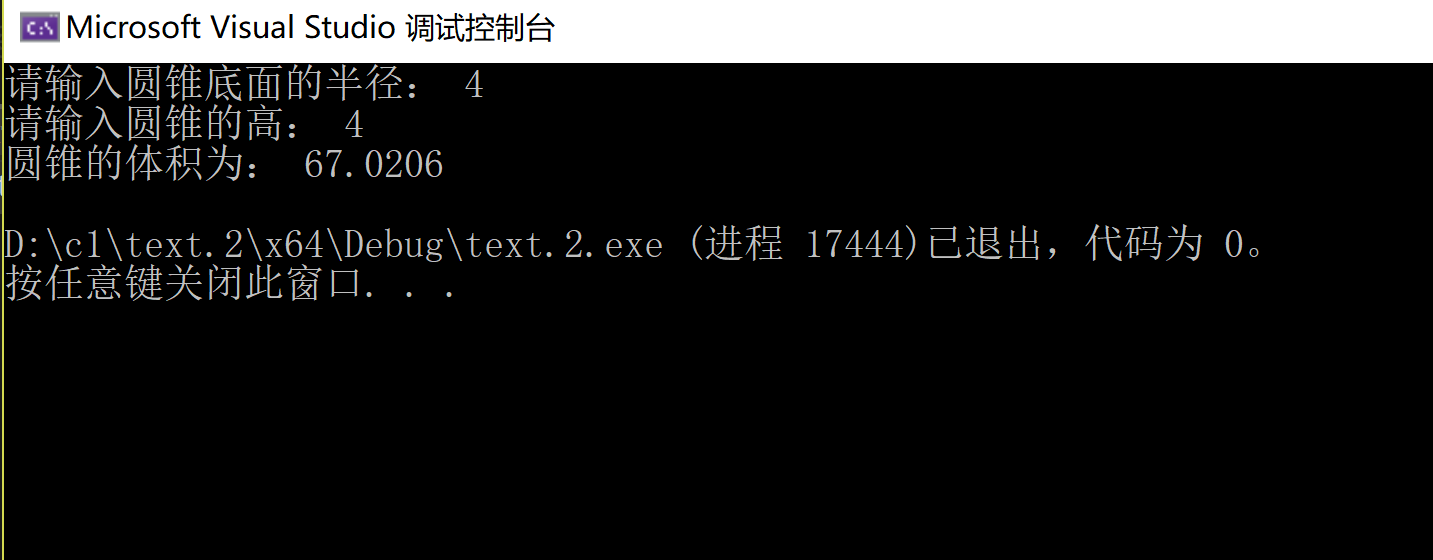 Microsoft Visual Studio 调试控制台
请输入圆锥底面的半径： 4
请输入圆锥的高： 4
圆锥的体积为： 67.0206
D:\c1\text.2\x64\Debug\text.2.exe (进程 17444)已退出，代码为 0。
按任意键关闭此窗口. . .